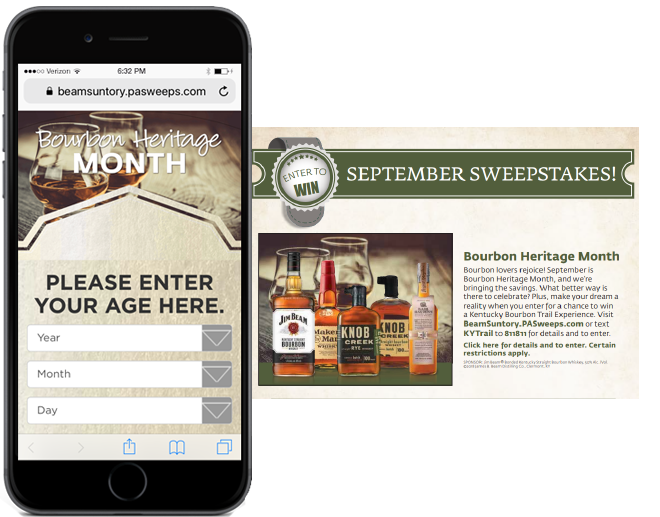 Verizon 6:32 PM
beamsuntory.pasweeps.com
Bourbon Heritage
MONTH
PLEASE ENTER
YOUR AGE HERE.
Year
Month
Day
ENTER TO
WIN
SEPTEMBER SWEEPSTAKES!
JIM BEAM
BOURBON
Maker's
Mark
KNOB
CREEK
RYE
KNOB
CREEK
Bourbon Heritage Month
Bourbon lovers rejoice! September is
Bourbon Heritage Month, and we're
bringing the savings. What better way is
there to celebrate? Plus, make your dream a
reality when you enter for a chance to win
a Kentucky Bourbon Trail Experience. Visit
BeamSuntory.PASweeps.com or text
KYTrail to 811811 for details and to enter.
Click here for details and to enter. Certain
restrictions apply.